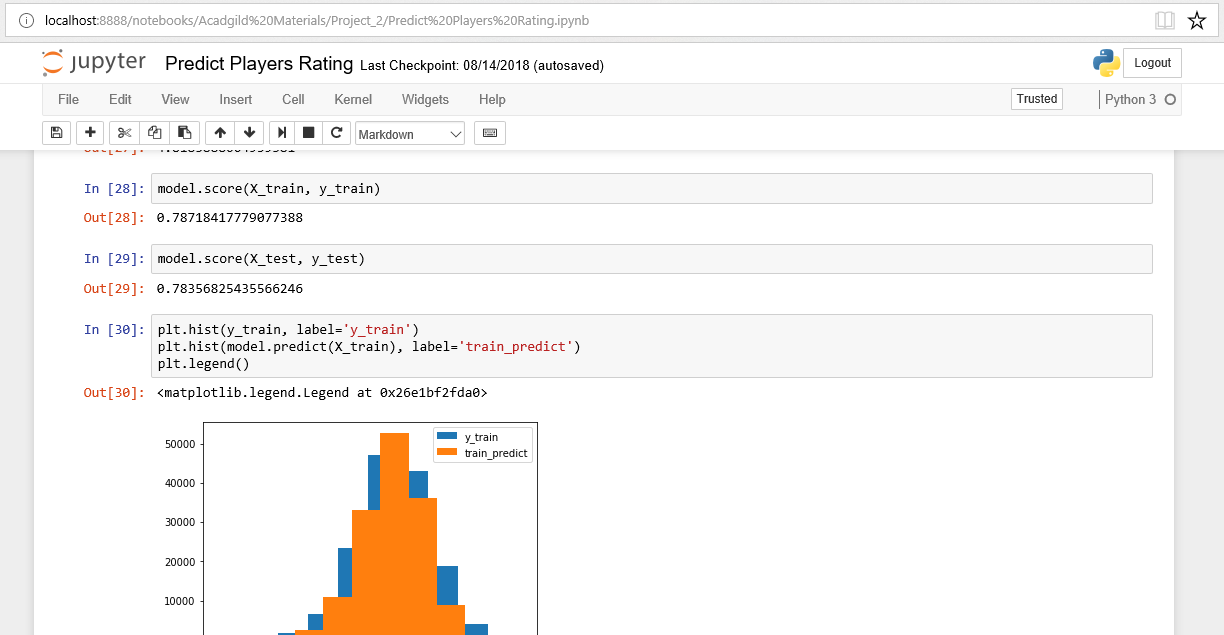 localhost:8888/notebooks/Acadgild%20Materials/Project_2/Predict%20Players%20Rating.ipynb
jupyter Predict Players Rating Last Checkpoint: 08/14/2018 (autosaved) Logout
File Edit View Insert Cell Kernel Widgets Help Trusted Python 3
Markdown
Out[27]:
In [28]: model.score(X_train, y_train)
Out[28]: 0.78718417779077388
In [29]: model.score(X_test, y_test)
Out[29]: 0.78356825435566246
In [30]: plt.hist(y_train, label='y_train')
plt.hist(model.predict(X_train), label='train_predict')
plt.legend()
Out[30]: <matplotlib.legend.Legend at 0x26e1bf2fda0>
y_train
train_predict
50000
40000
30000
20000
10000